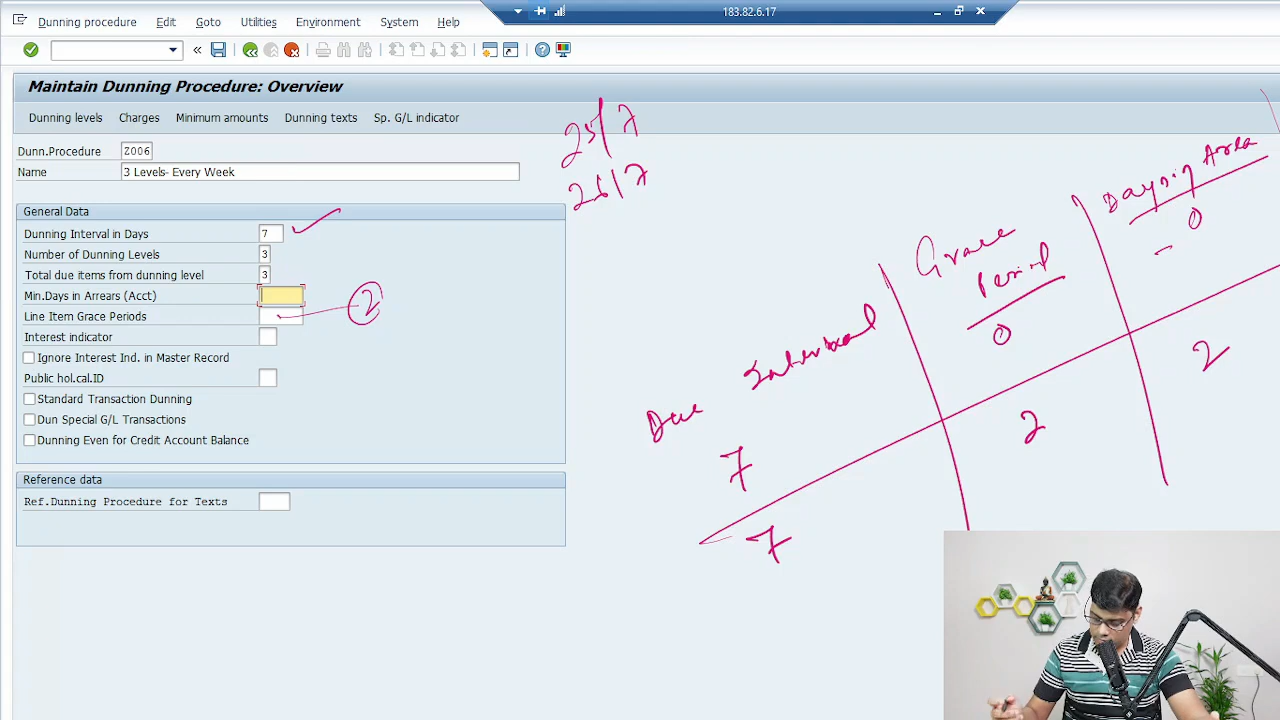 Dunning procedure Edit Goto Utilities Environment System Help
183.82.6.17
Maintain Dunning Procedure: Overview
Dunning levels Charges Minimum amounts Dunning texts Sp. G/L indicator
Dunn.Procedure Z006
Name 3 Levels- Every Week
General Data
Dunning Interval in Days 7
Number of Dunning Levels 3
Total due items from dunning level 3
Min.Days in Arrears (Acct)
Line Item Grace Periods
Interest indicator
Ignore Interest Ind. in Master Record
Public hol.cal.ID
Standard Transaction Dunning
Dun Special G/L Transactions
Dunning Even for Credit Account Balance
Reference data
Ref.Dunning Procedure for Texts
2
25/7
26/7
Due
Grace Period
Area
0
- 0
7
2
2
7